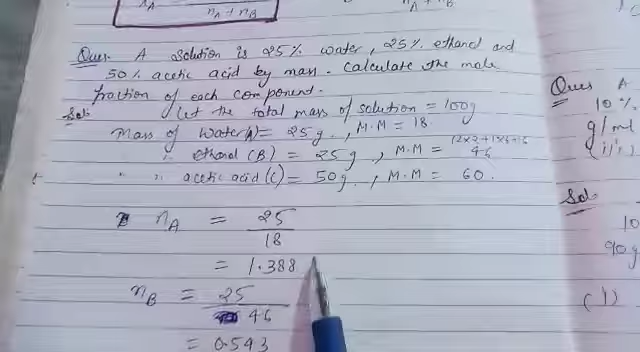 nA
nA + nB
nA + nB
Ques. A solution is 25% water, 25% ethanol and
50% acetic acid by mass. Calculate the mole
fraction of each component.
Sol: Let the total mass of solution = 100g
Mass of Water(A) = 25g, M.M = 18
12×2+1×6+16
" ethanol (B) = 25g, M.M = 46
" " acetic acid(C) = 50g, M.M = 60.
nA = 25
18
= 1.388
nB = 25
46
= 0.543
Ques A
10%
g/ml
Sol.
10
90g
(1)